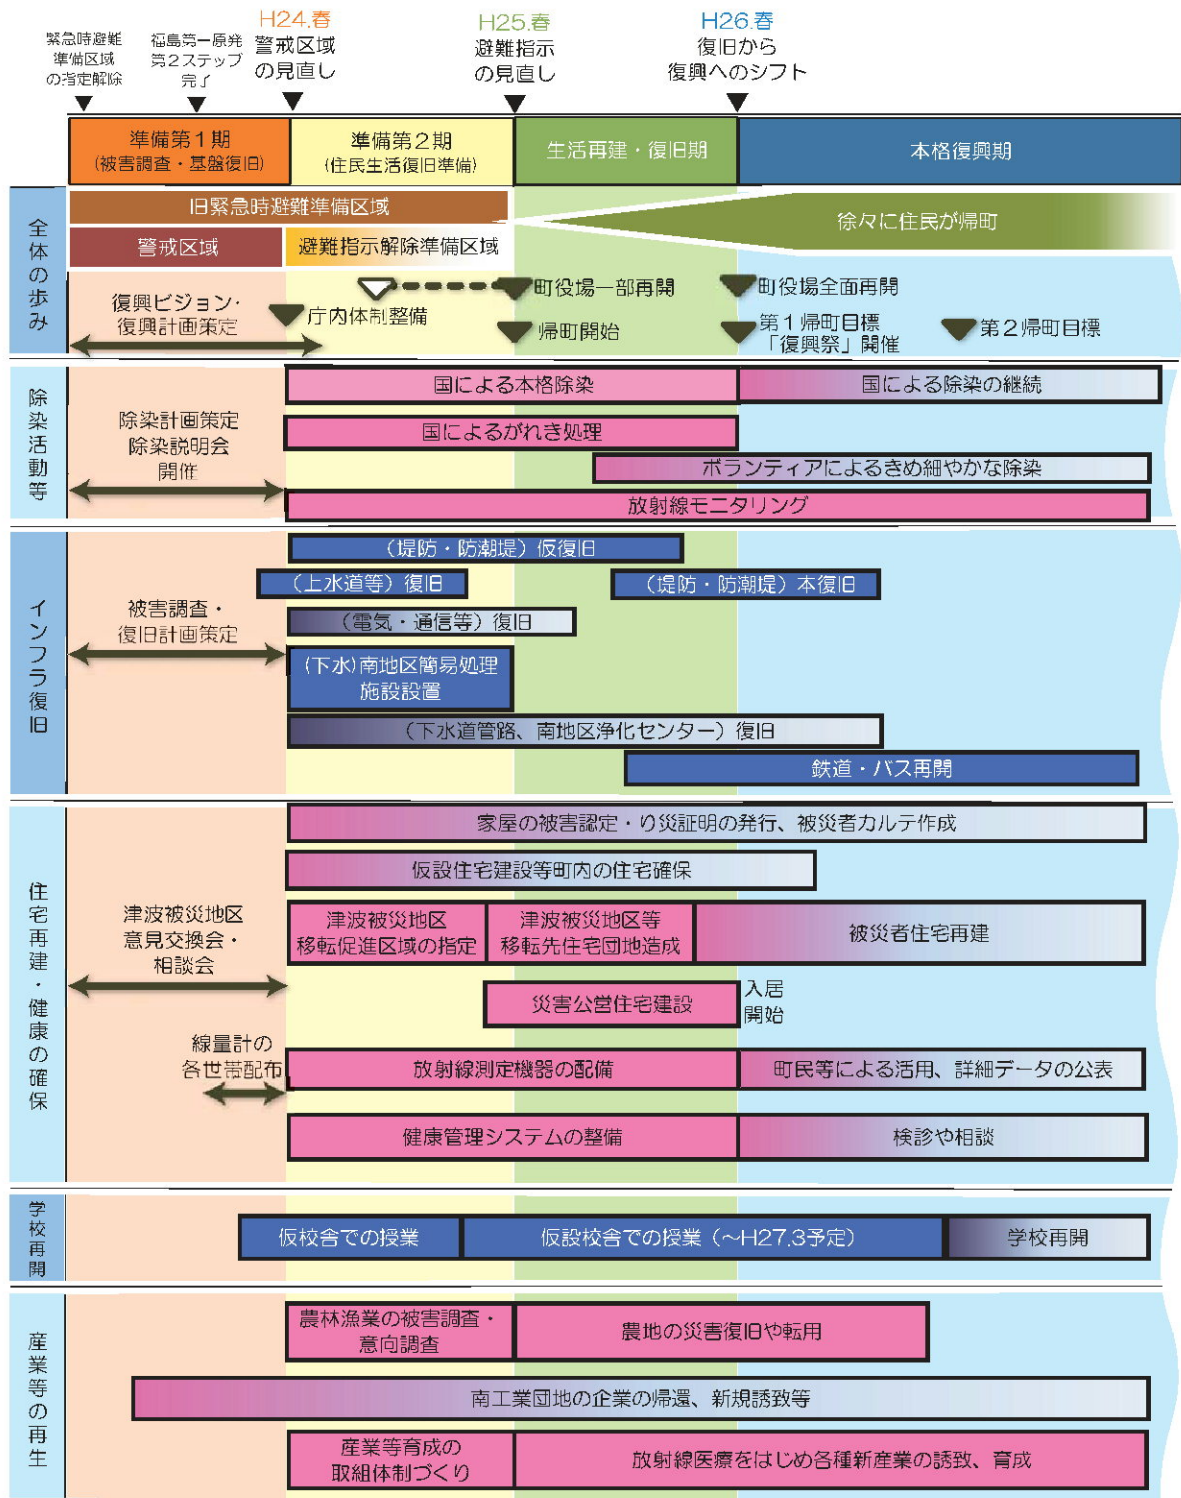 緊急時避難
準備区域
の指定解除
福島第一原発
第２ステップ
完了
H24.春
警戒区域
の見直し
H25.春
避難指示
の見直し
H26.春
復旧から
復興へのシフト
準備第１期
(被害調査・基盤復旧)
準備第２期
(住民生活復旧準備)
生活再建・復旧期
本格復興期
全体の歩み
旧緊急時避難準備区域
徐々に住民が帰町
警戒区域
避難指示解除準備区域
復興ビジョン・
復興計画策定
庁内体制整備
町役場一部再開
町役場全面再開
帰町開始
第１帰町目標
「復興祭」開催
第２帰町目標
除染活動等
除染計画策定
除染説明会
開催
国による本格除染
国による除染の継続
国によるがれき処理
ボランティアによるきめ細やかな除染
放射線モニタリング
インフラ復旧
被害調査・
復旧計画策定
（堤防・防潮堤）仮復旧
（上水道等）復旧
（堤防・防潮堤）本復旧
（電気・通信等）復旧
(下水)南地区簡易処理
施設設置
（下水道管路、南地区浄化センター）復旧
鉄道・バス再開
住宅再建・健康の確保
津波被災地区
意見交換会・
相談会
線量計の
各世帯配布
家屋の被害認定・り災証明の発行、被災者カルテ作成
仮設住宅建設等町内の住宅確保
津波被災地区
移転促進区域の指定
津波被災地区等
移転先住宅団地造成
被災者住宅再建
災害公営住宅建設
入居
開始
放射線測定機器の配備
町民等による活用、詳細データの公表
健康管理システムの整備
検診や相談
学校再開
仮校舎での授業
仮設校舎での授業（～H27.3予定）
学校再開
産業等の再生
農林漁業の被害調査・
意向調査
農地の災害復旧や転用
南工業団地の企業の帰還、新規誘致等
産業等育成の
取組体制づくり
放射線医療をはじめ各種新産業の誘致、育成